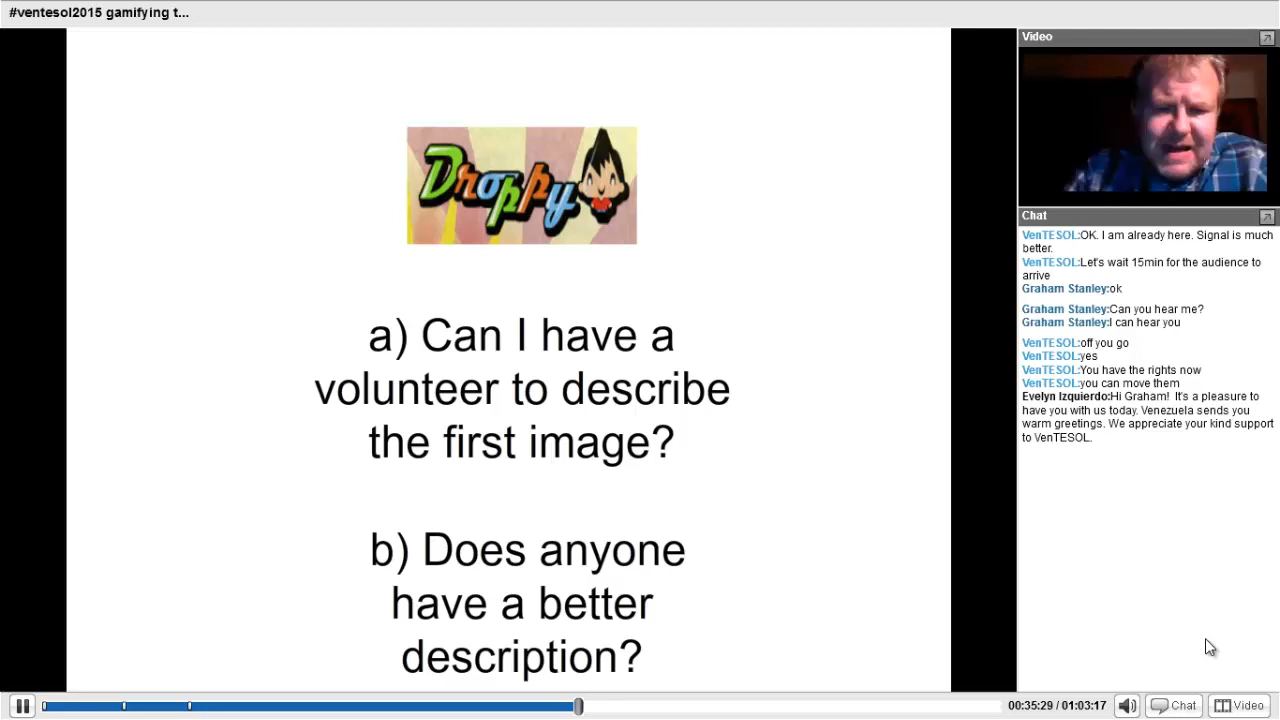 #ventesol2015 gamifying t...
Droppy
a) Can I have a
volunteer to describe
the first image?
b) Does anyone
have a better
description?
Video
Chat
VenTESOL:OK. I am already here. Signal is much
better.
VenTESOL:Let's wait 15min for the audience to
arrive
Graham Stanley:ok
Graham Stanley:Can you hear me?
Graham Stanley:I can hear you
VenTESOL:off you go
VenTESOL:yes
VenTESOL:You have the rights now
VenTESOL:you can move them
Evelyn Izquierdo:Hi Graham! It's a pleasure to
have you with us today. Venezuela sends you
warm greetings. We appreciate your kind support
to VenTESOL.
00:35:29 / 01:03:17
Chat
Video